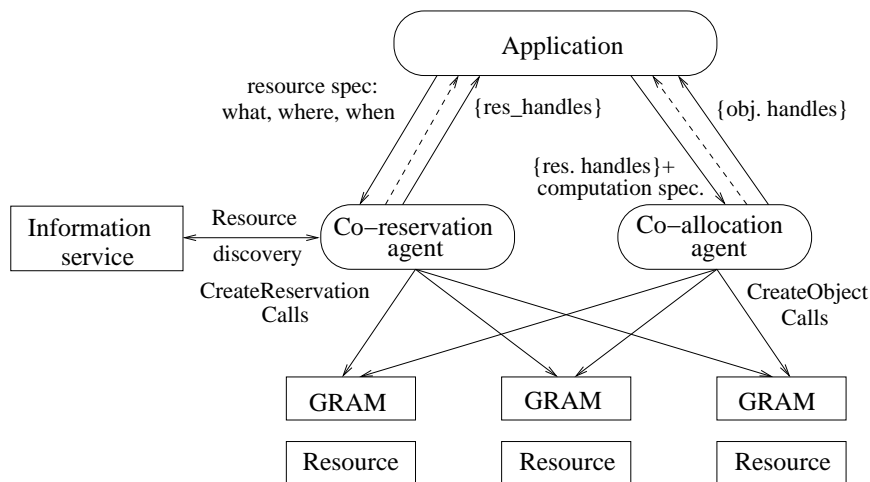 Application
resource spec:
what, where, when
{res_handles}
{obj. handles}
{res. handles}+
computation spec.
Information
service
Resource
discovery
Co-reservation
agent
Co-allocation
agent
CreateReservation
Calls
CreateObject
Calls
GRAM
GRAM
GRAM
Resource
Resource
Resource